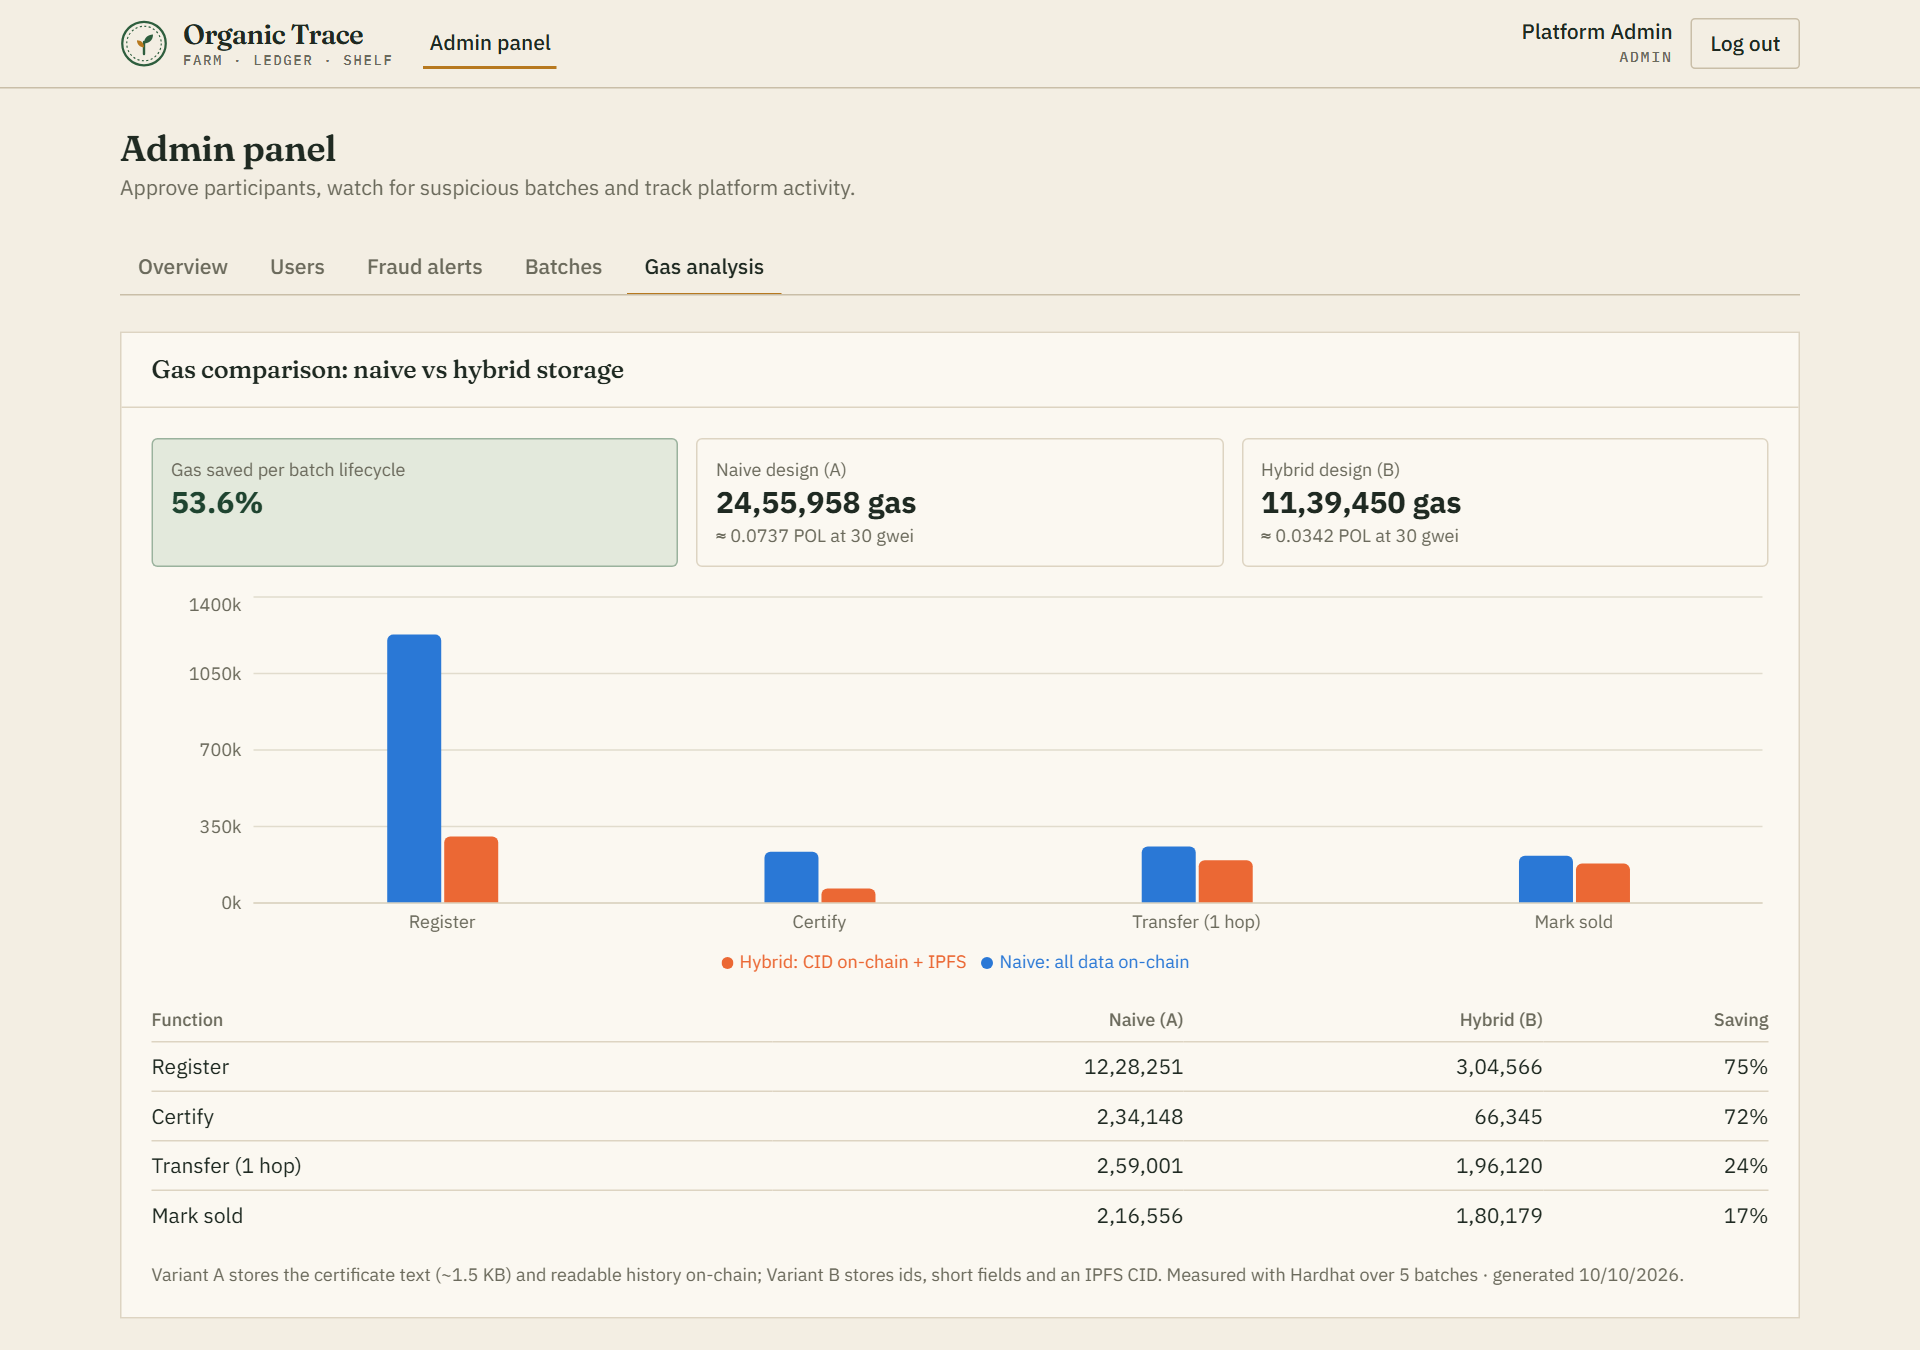 Organic Trace
FARM · LEDGER · SHELF
Admin panel
Platform Admin
ADMIN
Log out
Admin panel
Approve participants, watch for suspicious batches and track platform activity.
Overview Users Fraud alerts Batches Gas analysis
Gas comparison: naive vs hybrid storage
Gas saved per batch lifecycle
53.6%
Naive design (A)
24,55,958 gas
≈ 0.0737 POL at 30 gwei
Hybrid design (B)
11,39,450 gas
≈ 0.0342 POL at 30 gwei
1400k
1050k
700k
350k
0k
Register Certify Transfer (1 hop) Mark sold
Hybrid: CID on-chain + IPFS Naive: all data on-chain
Function Naive (A) Hybrid (B) Saving
Register 12,28,251 3,04,566 75%
Certify 2,34,148 66,345 72%
Transfer (1 hop) 2,59,001 1,96,120 24%
Mark sold 2,16,556 1,80,179 17%
Variant A stores the certificate text (~1.5 KB) and readable history on-chain; Variant B stores ids, short fields and an IPFS CID. Measured with Hardhat over 5 batches · generated 10/10/2026.